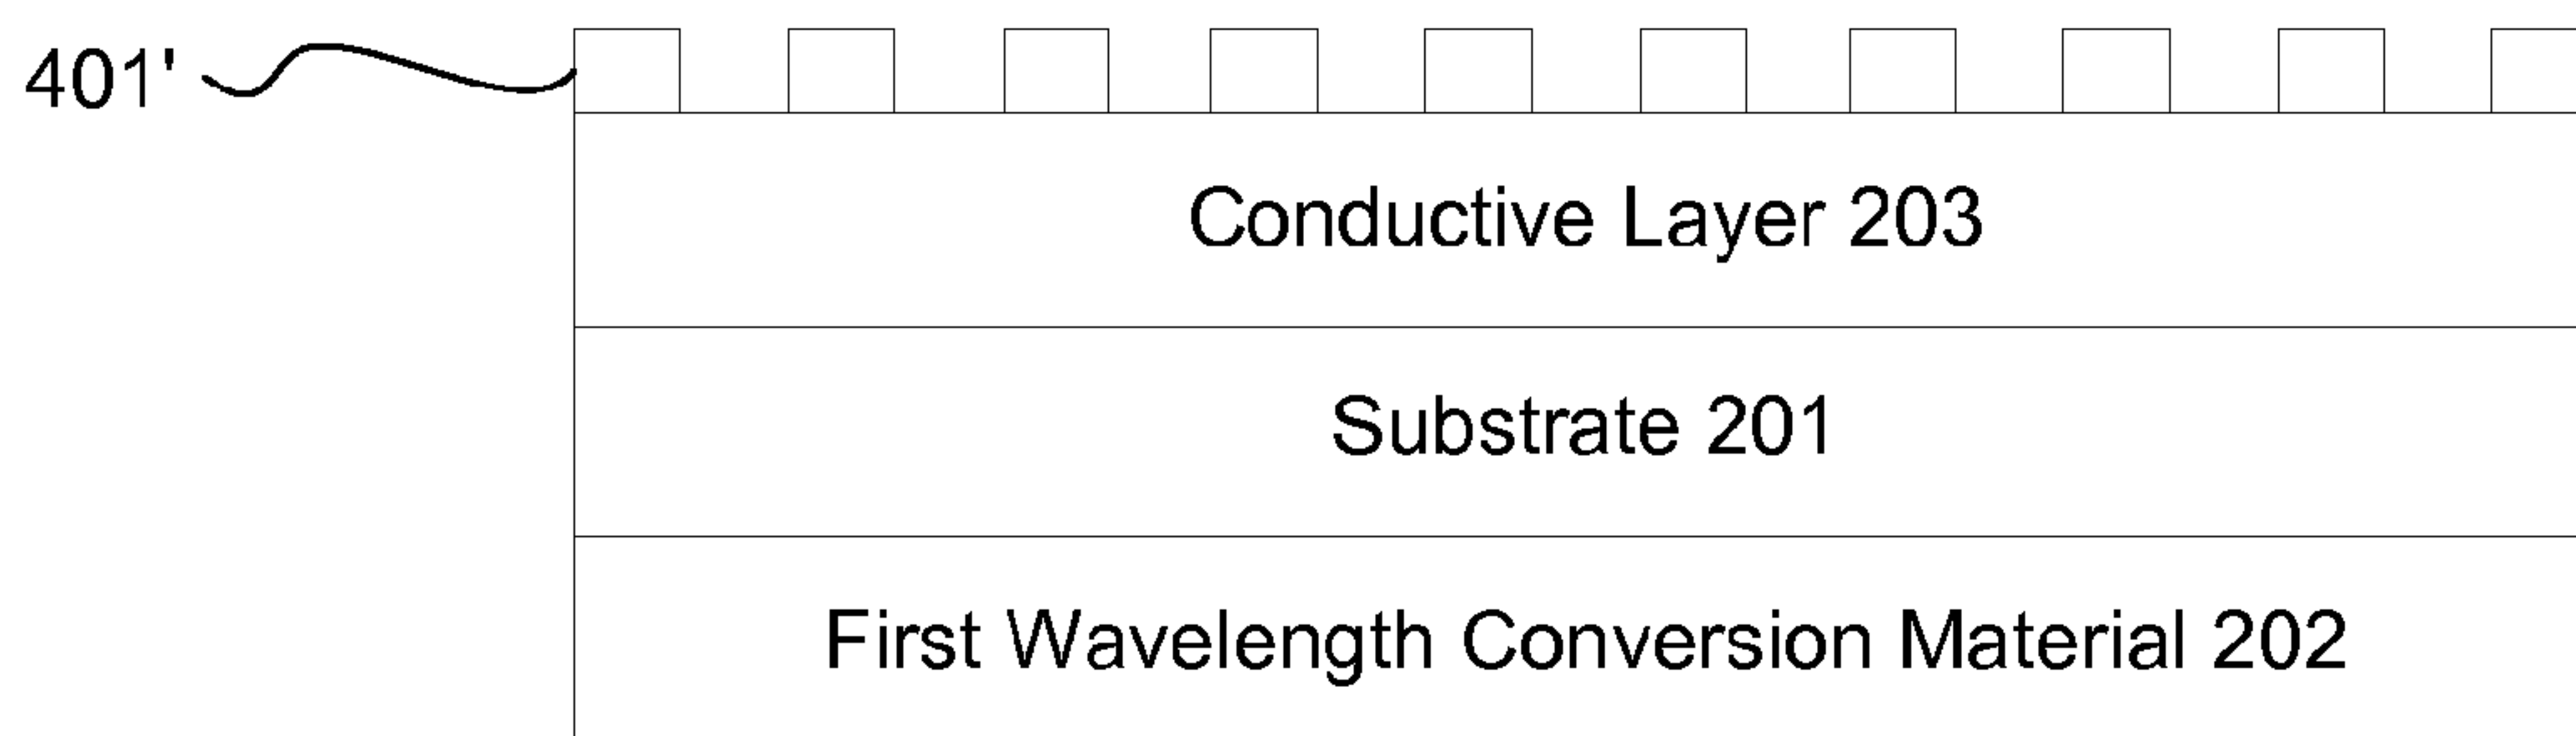 401'
Conductive Layer 203
Substrate 201
First Wavelength Conversion Material 202